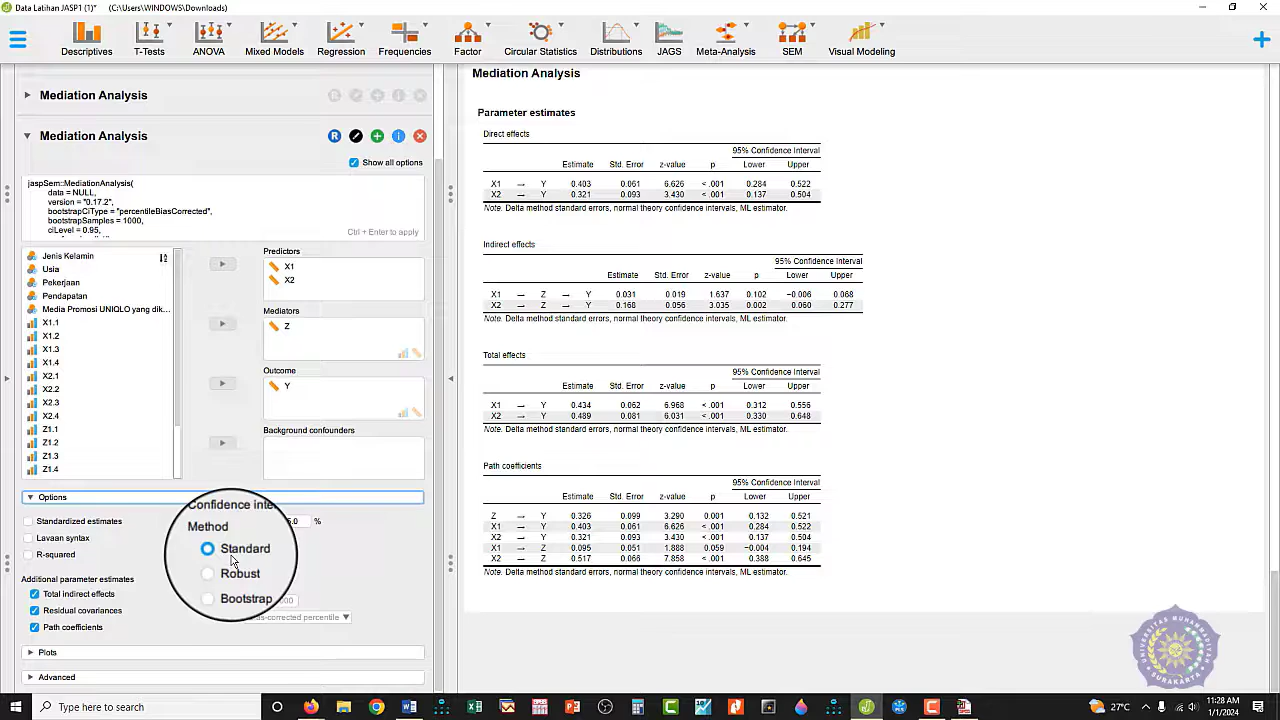 Data Latihan JASP1 (1)* (C:\Users\WINDOWS\Downloads)
Descriptives T-Tests ANOVA Mixed Models Regression Frequencies Factor Circular Statistics Distributions JAGS Meta-Analysis SEM Visual Modeling
Mediation Analysis
Mediation Analysis
Show all options
jaspSem::MediationAnalysis(
data = NULL,
version = "0.17.2",
bootstrapCiType = "percentileBiasCorrected",
bootstrapSamples = 1000,
ciLevel = 0.95,
Ctrl + Enter to apply
Jenis Kelamin
Usia
Pekerjaan
Pendapatan
Media Promosi UNIQLO yang dik...
X1.1
X1.2
X1.3
X1.4
X2.1
X2.2
X2.3
X2.4
Z1.1
Z1.2
Z1.3
Z1.4
Predictors
X1
X2
Mediators
Z
Outcome
Y
Background confounders
Options
Standardized estimates
Lavaan syntax
R-squared
Additional parameter estimates
Total indirect effects
Residual covariances
Path coefficients
Confidence inte
5.0 %
Method
Standard
Robust
Bootstrap
as-corrected percentile
Plots
Advanced
Mediation Analysis
Parameter estimates
Direct effects
95% Confidence Interval
Estimate Std. Error z-value p Lower Upper
X1 → Y 0.403 0.061 6.626 < .001 0.284 0.522
X2 → Y 0.321 0.093 3.430 < .001 0.137 0.504
Note. Delta method standard errors, normal theory confidence intervals, ML estimator.
Indirect effects
95% Confidence Interval
Estimate Std. Error z-value p Lower Upper
X1 → Z → Y 0.031 0.019 1.637 0.102 −0.006 0.068
X2 → Z → Y 0.168 0.056 3.035 0.002 0.060 0.277
Note. Delta method standard errors, normal theory confidence intervals, ML estimator.
Total effects
95% Confidence Interval
Estimate Std. Error z-value p Lower Upper
X1 → Y 0.434 0.062 6.968 < .001 0.312 0.556
X2 → Y 0.489 0.081 6.031 < .001 0.330 0.648
Note. Delta method standard errors, normal theory confidence intervals, ML estimator.
Path coefficients
95% Confidence Interval
Estimate Std. Error z-value p Lower Upper
Z → Y 0.326 0.099 3.290 0.001 0.132 0.521
X1 → Y 0.403 0.061 6.626 < .001 0.284 0.522
X2 → Y 0.321 0.093 3.430 < .001 0.137 0.504
X1 → Z 0.095 0.051 1.888 0.059 −0.004 0.194
X2 → Z 0.517 0.066 7.858 < .001 0.388 0.645
Note. Delta method standard errors, normal theory confidence intervals, ML estimator.
UNIVERSITAS MUHAMMADIYAH SURAKARTA
Type here to search
27°C
11:28 AM
1/1/2024